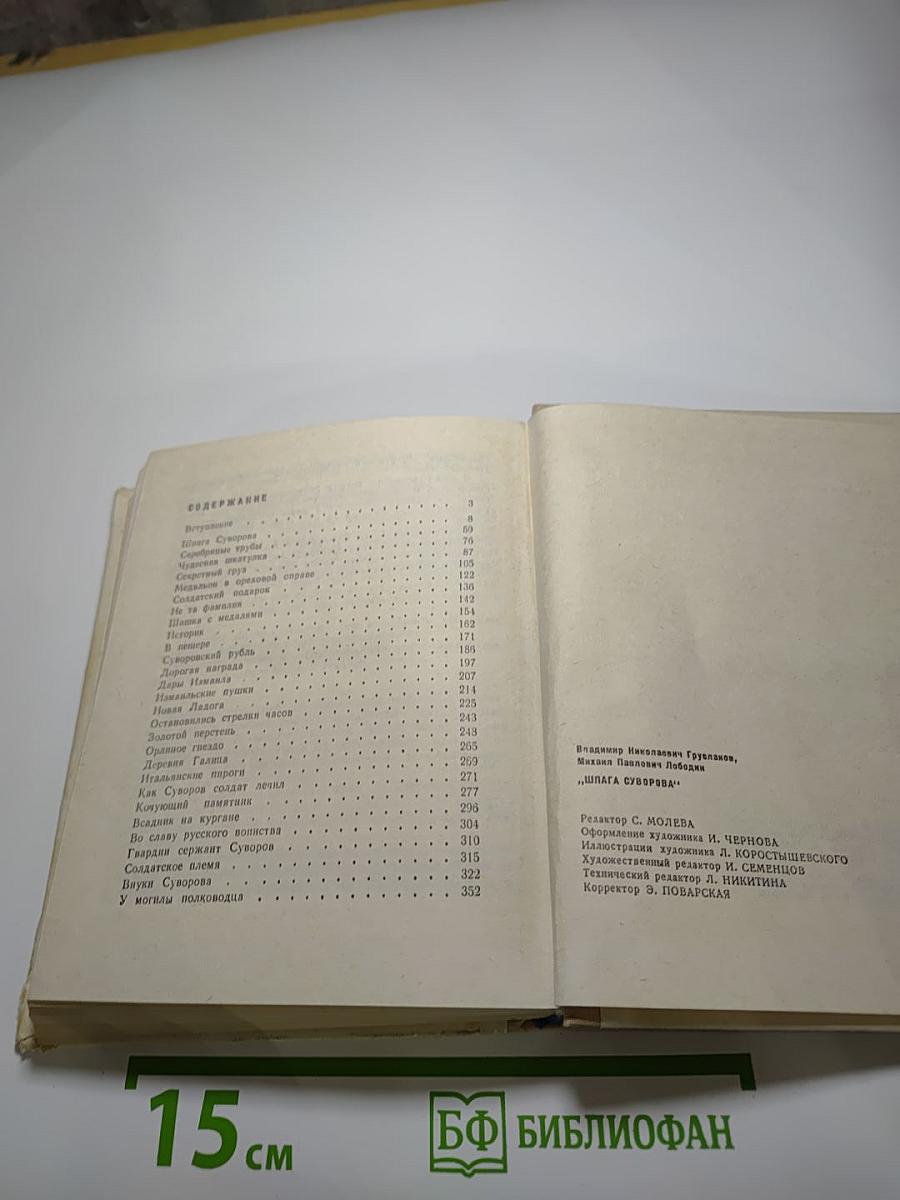 СОДЕРЖАНИЕ
Вступление 3
Шпага Суворова 8
Серебряные трубы 59
Чудесная шкатулка 76
Секретный груз 87
Медальон в ореховой оправе 105
Солдатский подарок 122
Не та фамилия 136
Шашка с медалями 142
Историк 154
В пещере 162
Суворовский рубль 171
Дорогая награда 186
Дары Измаила 197
Измаильские пушки 207
Новая Ладога 214
Остановились стрелки часов 225
Золотой перстень 243
Орлиное гнездо 248
Деревня Галица 265
Итальянские пироги 269
Как Суворов солдат лечил 271
Кочующий памятник 277
Всадник на кургане 296
Во славу русского воинства 304
Гвардии сержант Суворов 310
Солдатское племя 315
Внуки Суворова 322
У могилы полководца 352
Владимир Николаевич Грусланов,
Михаил Павлович Лободин
„ШПАГА СУВОРОВА“
Редактор С. МОЛЕВА
Оформление художника И. ЧЕРНОВА
Иллюстрации художника Л. КОРОСТЫШЕВСКОГО
Художественный редактор И. СЕМЕНЦОВ
Технический редактор Л. НИКИТИНА
Корректор Э. ПОВАРСКАЯ
15 см
БФ БИБЛИОФАН